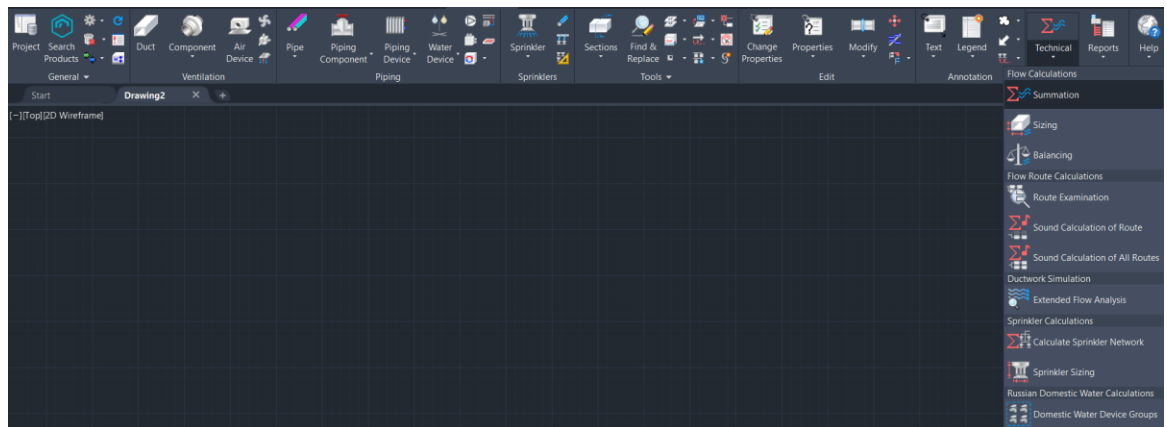 Project
Search
Products
Duct
Component
Air
Device
Pipe
Piping
Component
Piping
Device
Water
Device
Sprinkler
Sections
Find &
Replace
Change
Properties
Properties
Modify
Text
Legend
Technical
Reports
Help
General
Ventilation
Piping
Sprinklers
Tools
Edit
Annotation
Flow Calculations
Start
Drawing2
[−][Top][2D Wireframe]
Summation
Sizing
Balancing
Flow Route Calculations
Route Examination
Sound Calculation of Route
Sound Calculation of All Routes
Ductwork Simulation
Extended Flow Analysis
Sprinkler Calculations
Calculate Sprinkler Network
Sprinkler Sizing
Russian Domestic Water Calculations
Domestic Water Device Groups